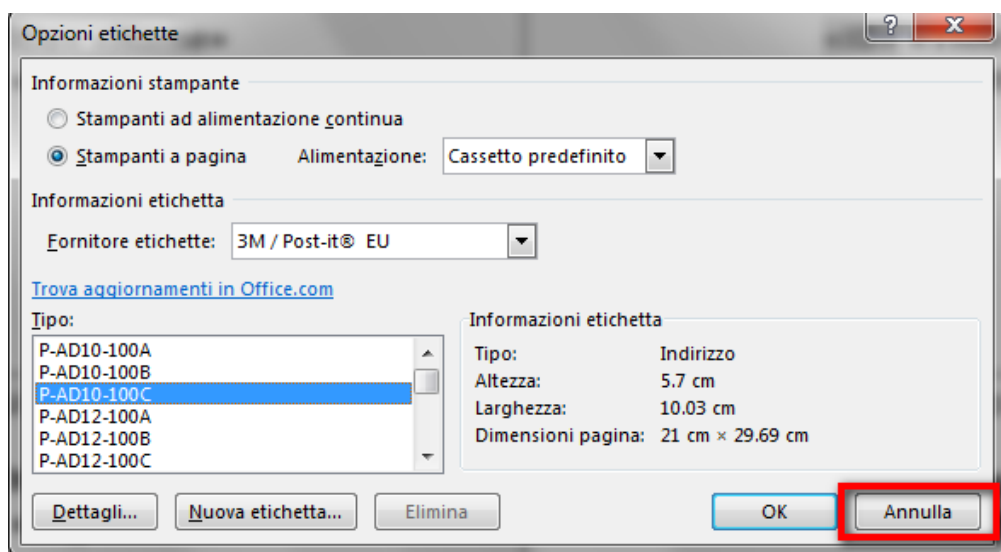 Opzioni etichette
Informazioni stampante
Stampanti ad alimentazione continua
Stampanti a pagina Alimentazione: Cassetto predefinito
Informazioni etichetta
Fornitore etichette: 3M / Post-it® EU
Trova aggiornamenti in Office.com
Tipo:
P-AD10-100A
P-AD10-100B
P-AD10-100C
P-AD12-100A
P-AD12-100B
P-AD12-100C
Informazioni etichetta
Tipo: Indirizzo
Altezza: 5.7 cm
Larghezza: 10.03 cm
Dimensioni pagina: 21 cm × 29.69 cm
Dettagli... Nuova etichetta... Elimina OK Annulla